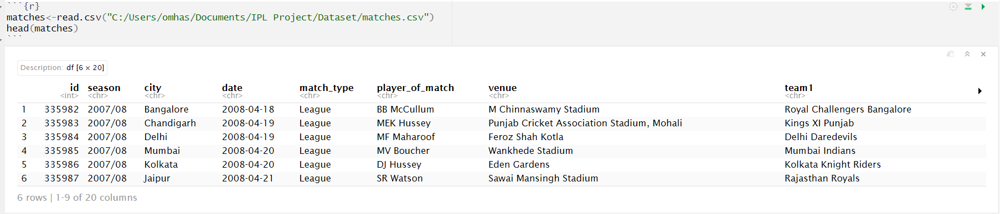 ```{r}
matches<-read.csv("C:/Users/omhas/Documents/IPL Project/Dataset/matches.csv")
head(matches)
```
Description: df [6 × 20]
id season city date match_type player_of_match venue team1
<int> <chr> <chr> <chr> <chr> <chr> <chr> <chr>
1 335982 2007/08 Bangalore 2008-04-18 League BB McCullum M Chinnaswamy Stadium Royal Challengers Bangalore
2 335983 2007/08 Chandigarh 2008-04-19 League MEK Hussey Punjab Cricket Association Stadium, Mohali Kings XI Punjab
3 335984 2007/08 Delhi 2008-04-19 League MF Maharoof Feroz Shah Kotla Delhi Daredevils
4 335985 2007/08 Mumbai 2008-04-20 League MV Boucher Wankhede Stadium Mumbai Indians
5 335986 2007/08 Kolkata 2008-04-20 League DJ Hussey Eden Gardens Kolkata Knight Riders
6 335987 2007/08 Jaipur 2008-04-21 League SR Watson Sawai Mansingh Stadium Rajasthan Royals
6 rows | 1-9 of 20 columns